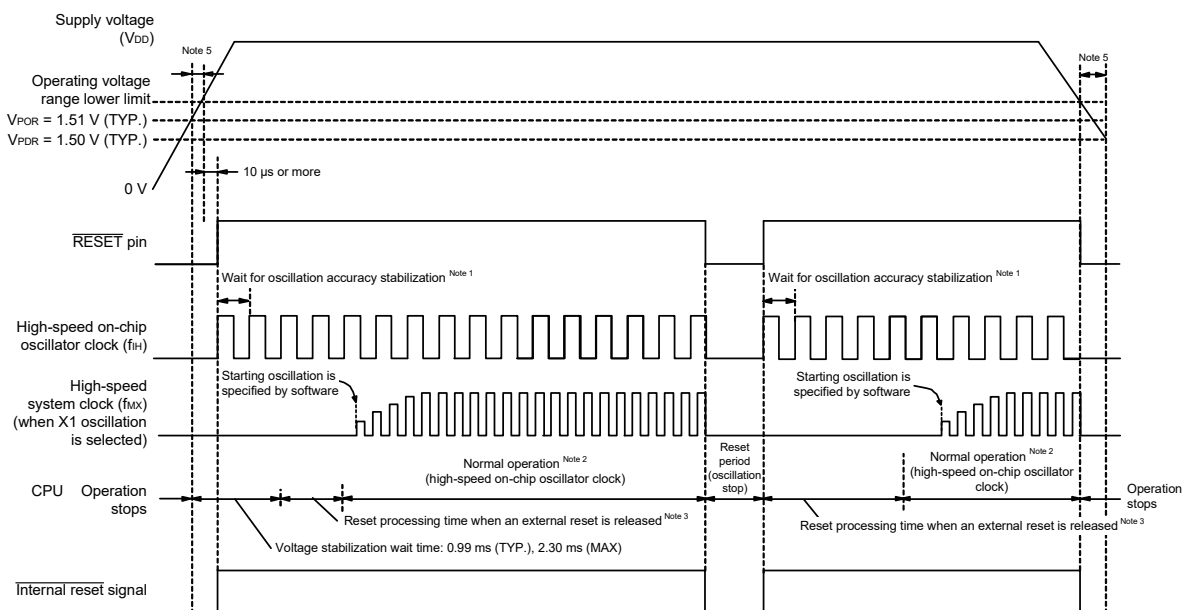 Supply voltage
(VDD)
Note 5
Note 5
Operating voltage
range lower limit
VPOR = 1.51 V (TYP.)
VPDR = 1.50 V (TYP.)
10 µs or more
0 V
RESET pin
Wait for oscillation accuracy stabilization Note 1
Wait for oscillation accuracy stabilization Note 1
High-speed on-chip
oscillator clock (fIH)
Starting oscillation is
specified by software
Starting oscillation is
specified by software
High-speed
system clock (fMX)
(when X1 oscillation
is selected)
Reset
period
(oscillation
stop)
Normal operation Note 2
(high-speed on-chip oscillator clock)
Normal operation Note 2
(high-speed on-chip oscillator
clock)
CPU Operation
stops
Operation
stops
Reset processing time when an external reset is released Note 3
Reset processing time when an external reset is released Note 3
Voltage stabilization wait time: 0.99 ms (TYP.), 2.30 ms (MAX)
Internal reset signal